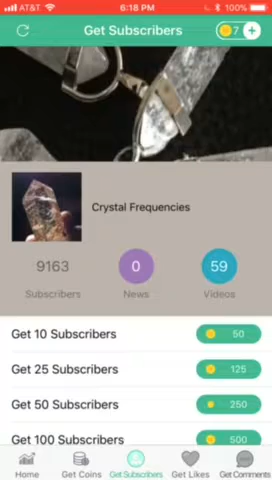 AT&T 6:18 PM 100%
Get Subscribers 7 +
Crystal Frequencies
9163 0 59
Subscribers News Videos
Get 10 Subscribers 50
Get 25 Subscribers 125
Get 50 Subscribers 250
Get 100 Subscribers 500
Home Get Coins Get Subscribers Get Likes Get Comments